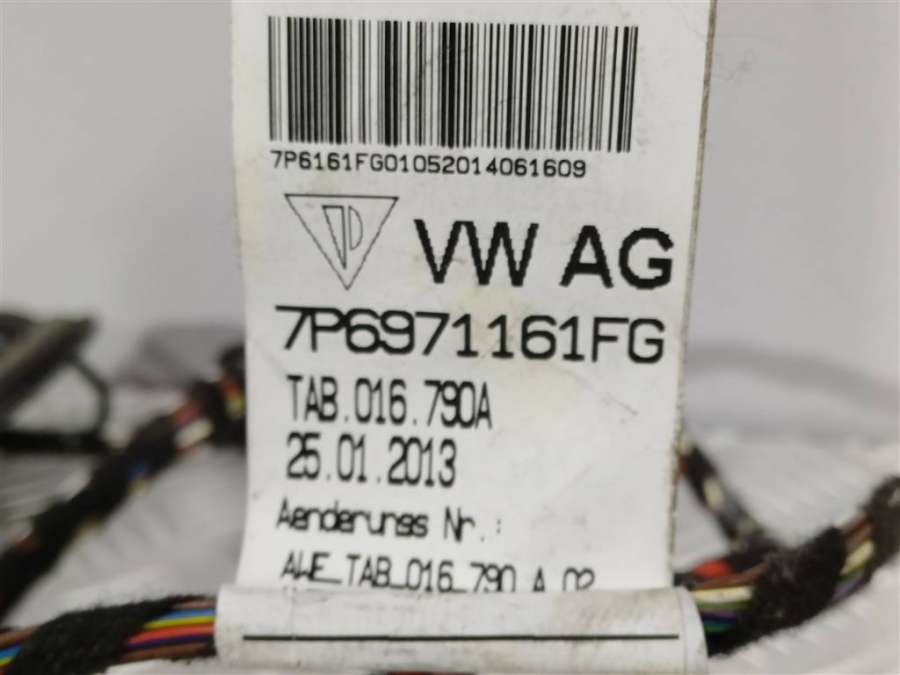 7P6161FG01052014061609
VW AG
7P6971161FG
TAB.016.790A
25.01.2013
Aenderungs Nr.:
AWE_TAB_016_790_A_02